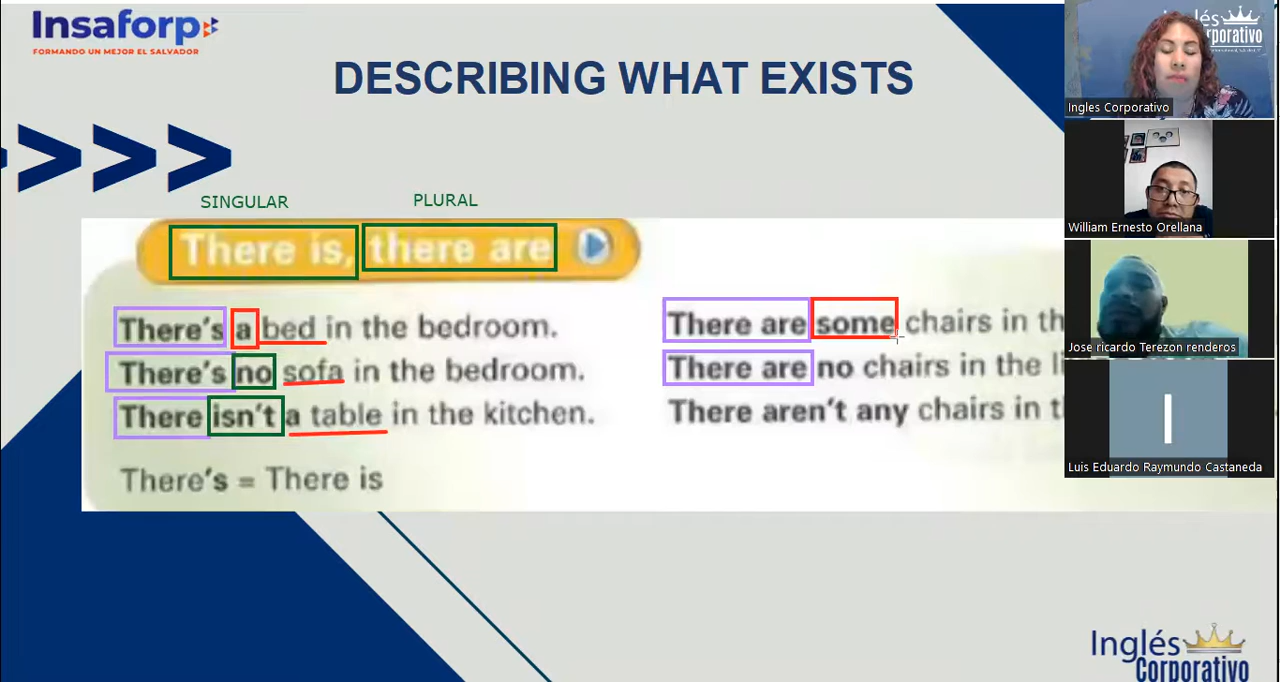 Insaforp
FORMANDO UN MEJOR EL SALVADOR
DESCRIBING WHAT EXISTS
SINGULAR
PLURAL
There is, there are
There's a bed in the bedroom.
There's no sofa in the bedroom.
There isn't a table in the kitchen.
There's = There is
There are some chairs in th
There are no chairs in the li
There aren't any chairs in t
Ingles Corporativo
William Ernesto Orellana
Jose ricardo Terezon renderos
I
Luis Eduardo Raymundo Castaneda
Inglés
Corporativo